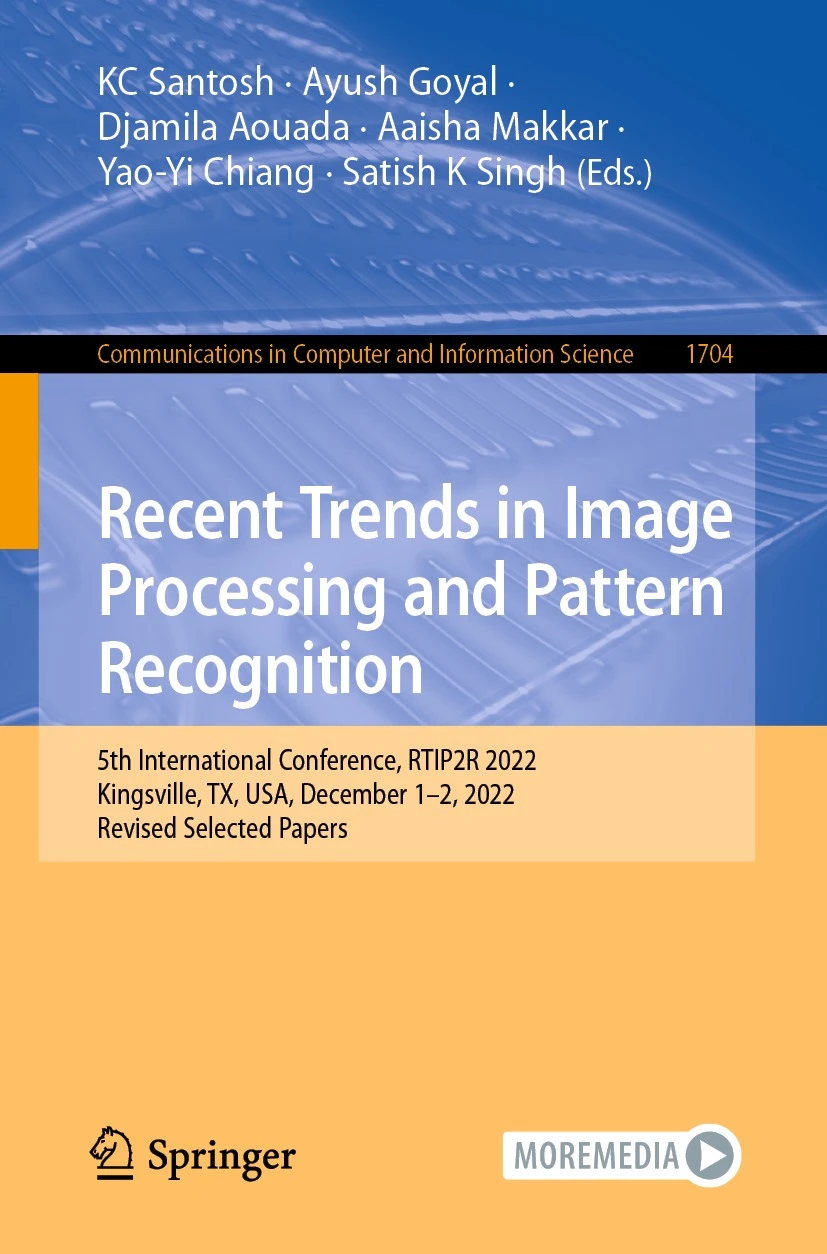 KC Santosh · Ayush Goyal ·
Djamila Aouada · Aaisha Makkar ·
Yao-Yi Chiang · Satish K Singh (Eds.)
Communications in Computer and Information Science 1704
Recent Trends in Image
Processing and Pattern
Recognition
5th International Conference, RTIP2R 2022
Kingsville, TX, USA, December 1–2, 2022
Revised Selected Papers
Springer
MOREMEDIA